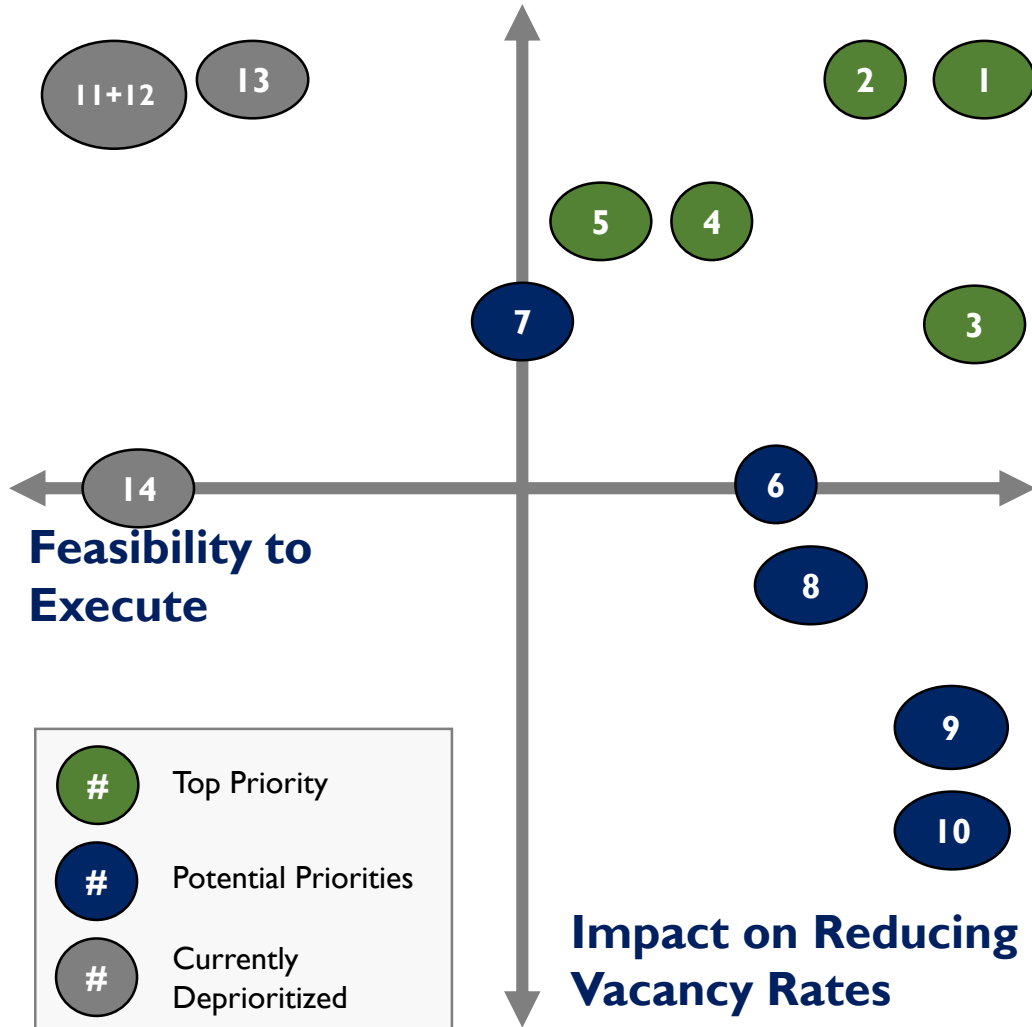 11+12
13
2
1
5
4
7
3
14
6
Feasibility to
Execute
8
9
10
# Top Priority
# Potential Priorities
# Currently
Deprioritized
Impact on Reducing
Vacancy Rates